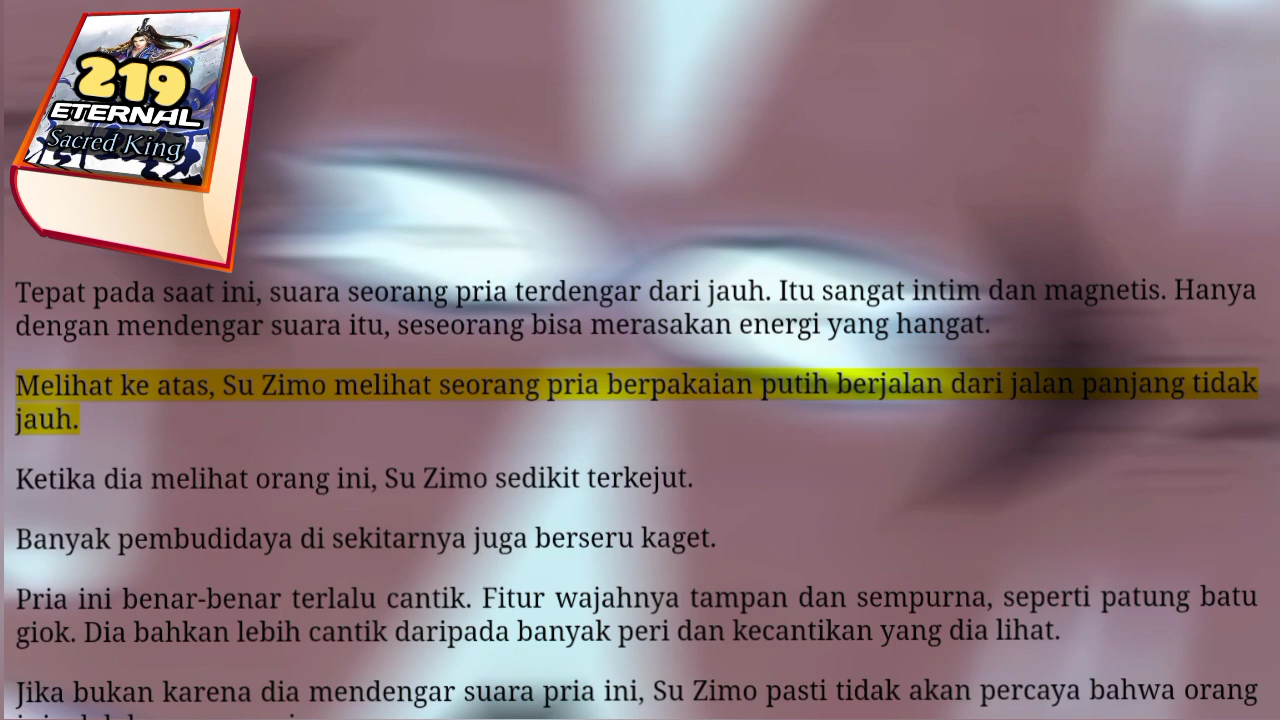 219
ETERNAL
Sacred King
Tepat pada saat ini, suara seorang pria terdengar dari jauh. Itu sangat intim dan magnetis. Hanya
dengan mendengar suara itu, seseorang bisa merasakan energi yang hangat.
Melihat ke atas, Su Zimo melihat seorang pria berpakaian putih berjalan dari jalan panjang tidak
jauh.
Ketika dia melihat orang ini, Su Zimo sedikit terkejut.
Banyak pembudidaya di sekitarnya juga berseru kaget.
Pria ini benar-benar terlalu cantik. Fitur wajahnya tampan dan sempurna, seperti patung batu
giok. Dia bahkan lebih cantik daripada banyak peri dan kecantikan yang dia lihat.
Jika bukan karena dia mendengar suara pria ini, Su Zimo pasti tidak akan percaya bahwa orang